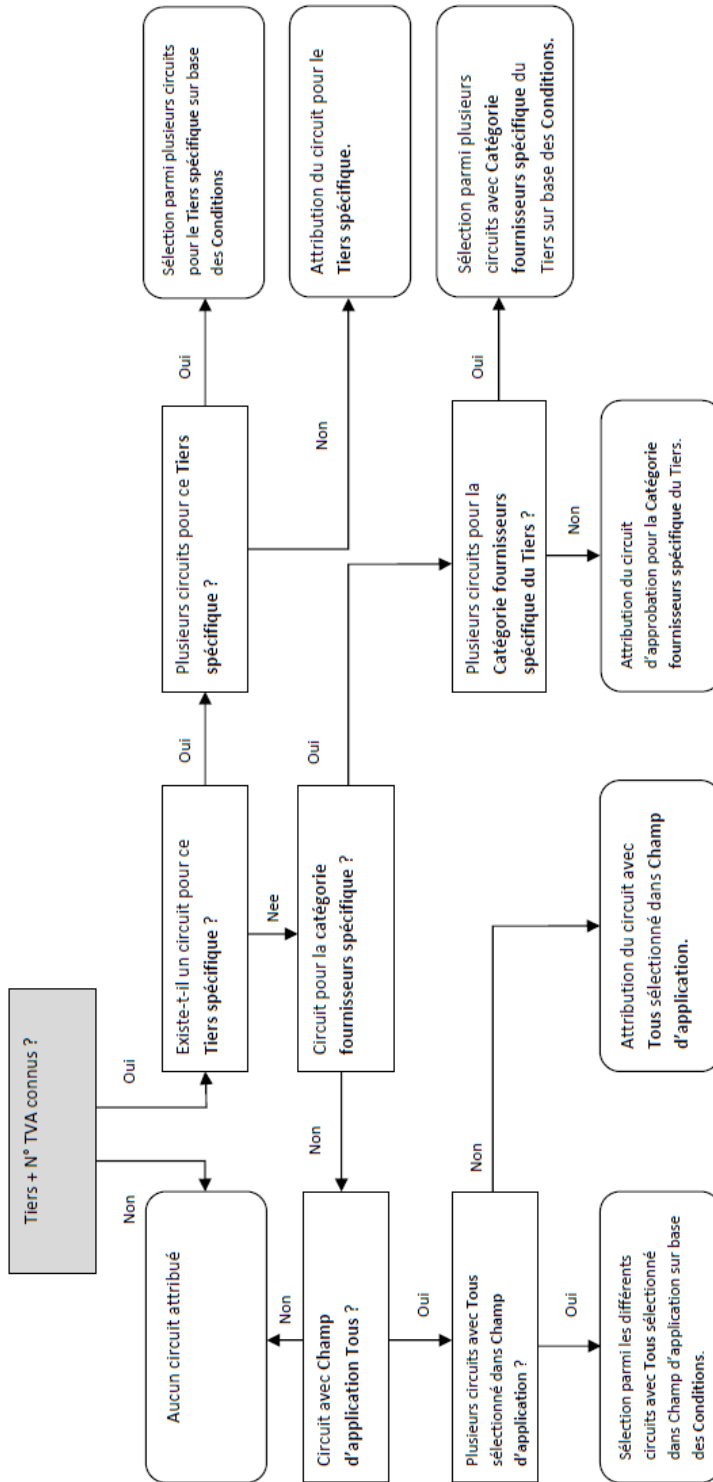 Tiers + N° TVA connus ?
Non
Oui
Aucun circuit attribué
Existe-t-il un circuit pour ce
Tiers spécifique ?
Oui
Plusieurs circuits pour ce Tiers
spécifique ?
Oui
Sélection parmi plusieurs circuits
pour le Tiers spécifique sur base
des Conditions
Non
Nee
Non
Attribution du circuit pour le
Tiers spécifique.
Circuit avec Champ
d'application Tous ?
Non
Circuit pour la catégorie
fournisseurs spécifique ?
Oui
Oui
Non
Plusieurs circuits avec Tous
sélectionné dans Champ
d'application ?
Plusieurs circuits pour la
Catégorie fournisseurs
spécifique du Tiers ?
Oui
Sélection parmi plusieurs
circuits avec Catégorie
fournisseurs spécifique du
Tiers sur base des Conditions.
Oui
Non
Sélection parmi les différents
circuits avec Tous sélectionné
dans Champ d'application sur base
des Conditions.
Attribution du circuit avec
Tous sélectionné dans Champ
d'application.
Attribution du circuit
d'approbation pour la Catégorie
fournisseurs spécifique du Tiers.